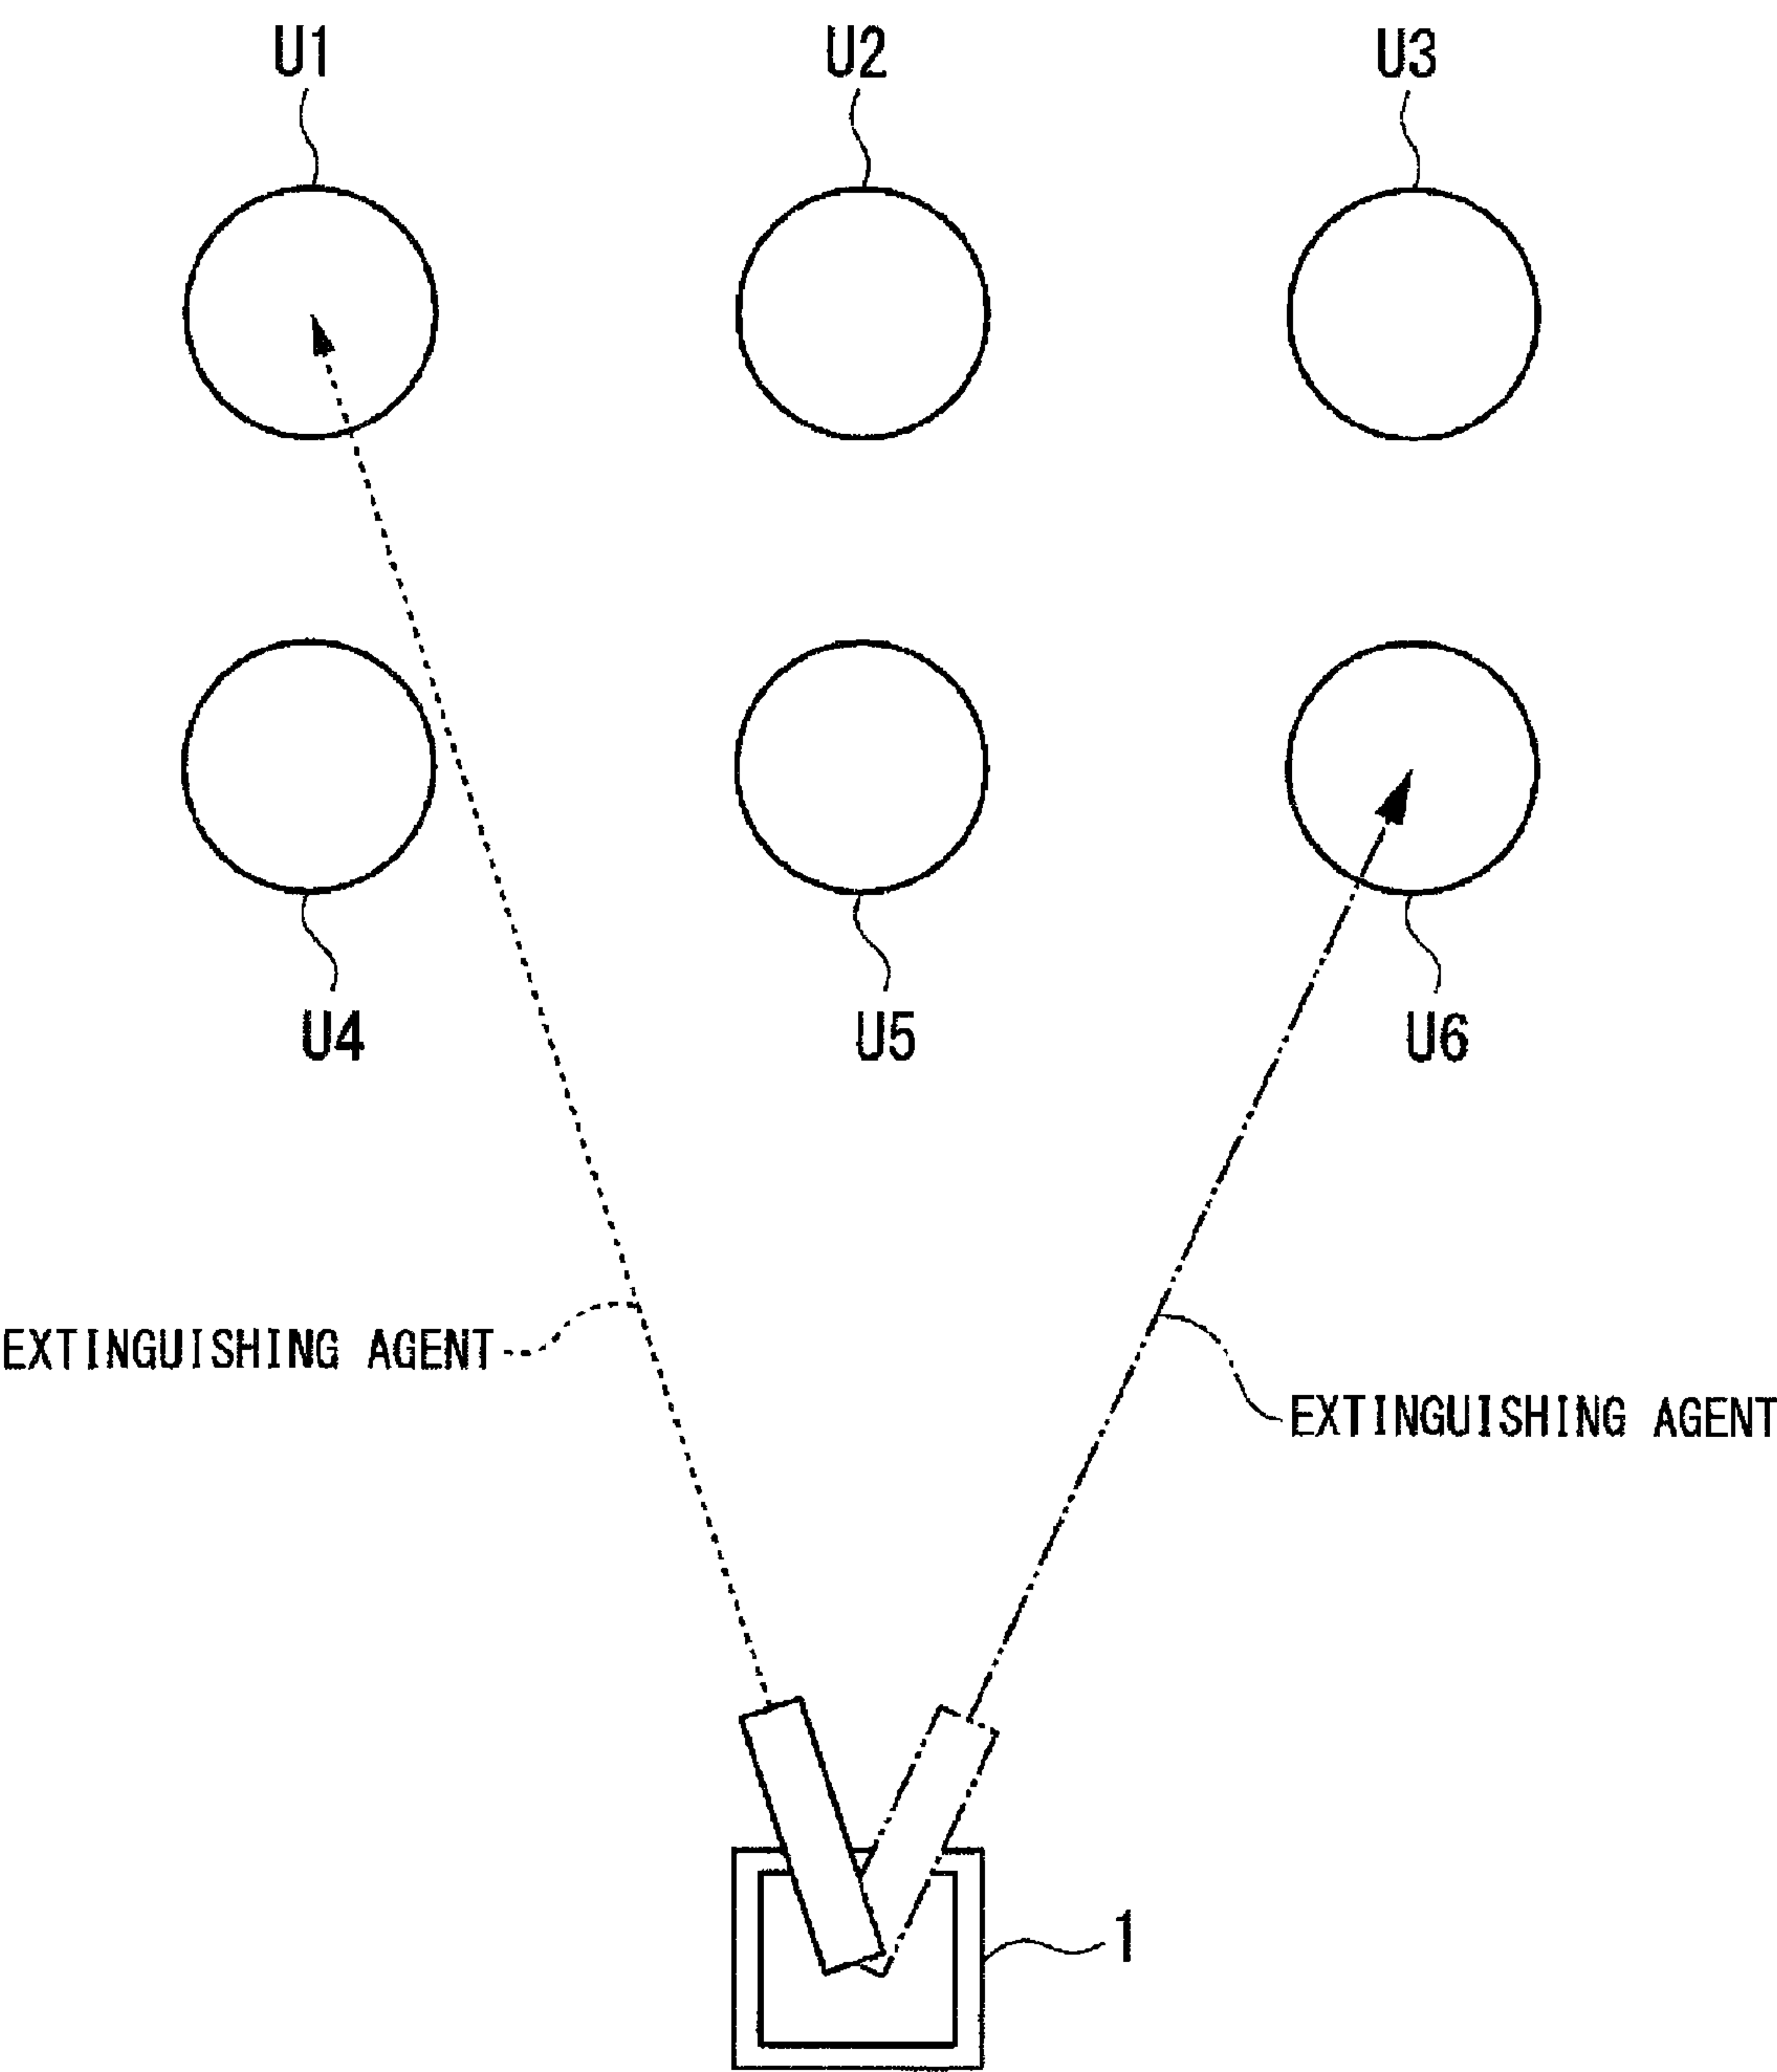 U1 U2 U3
U4 U5 U6
EXTINGUISHING AGENT
EXTINGUISHING AGENT
1